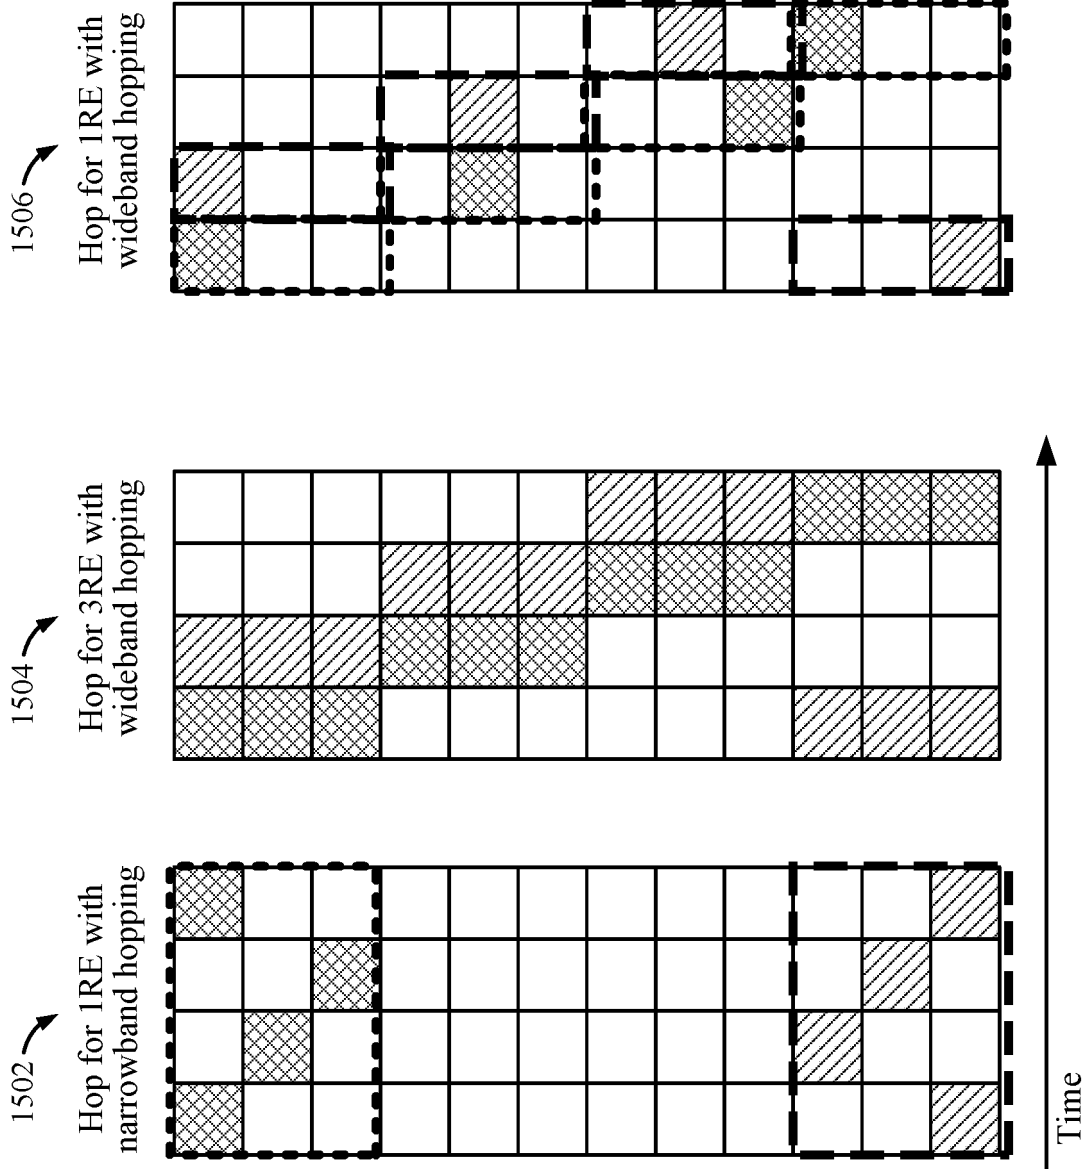 1502
Hop for 1RE with
narrowband hopping
1504
Hop for 3RE with
wideband hopping
1506
Hop for 1RE with
wideband hopping
Time